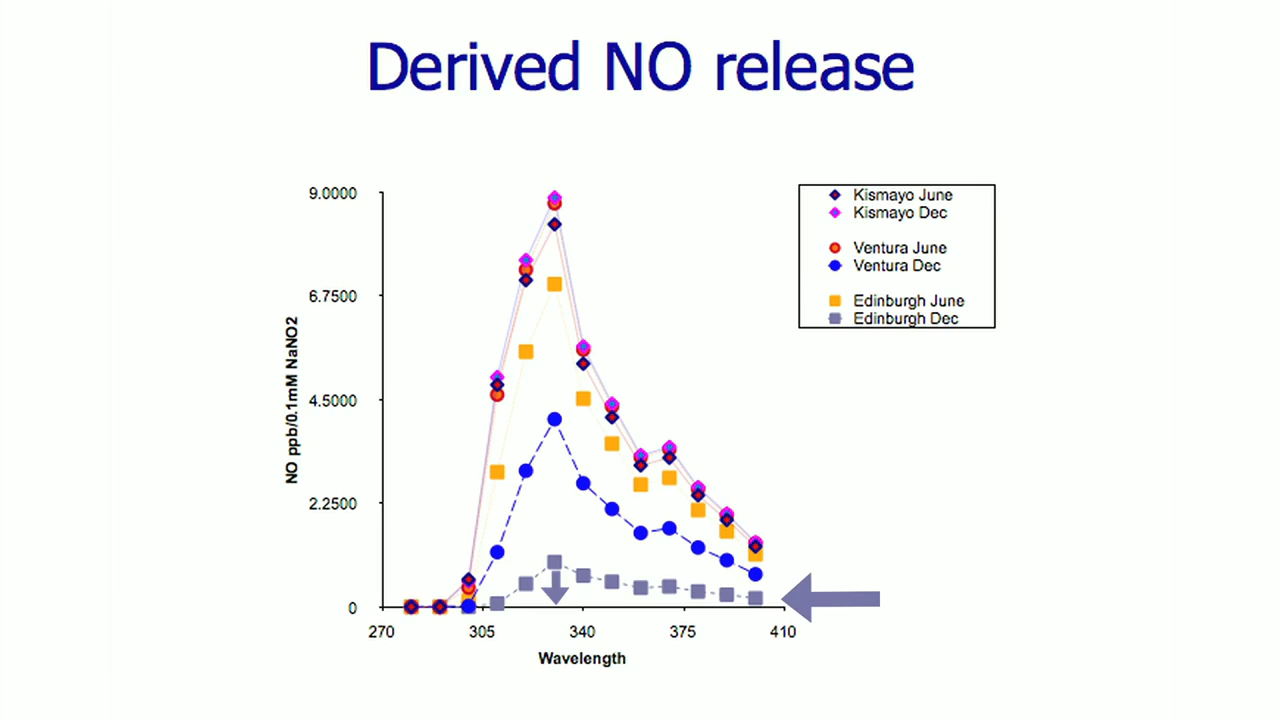 Derived NO release
9.0000
6.7500
4.5000
2.2500
0
NO ppb/0.1mM NaNO2
270
305
340
375
410
Wavelength
Kismayo June
Kismayo Dec
Ventura June
Ventura Dec
Edinburgh June
Edinburgh Dec